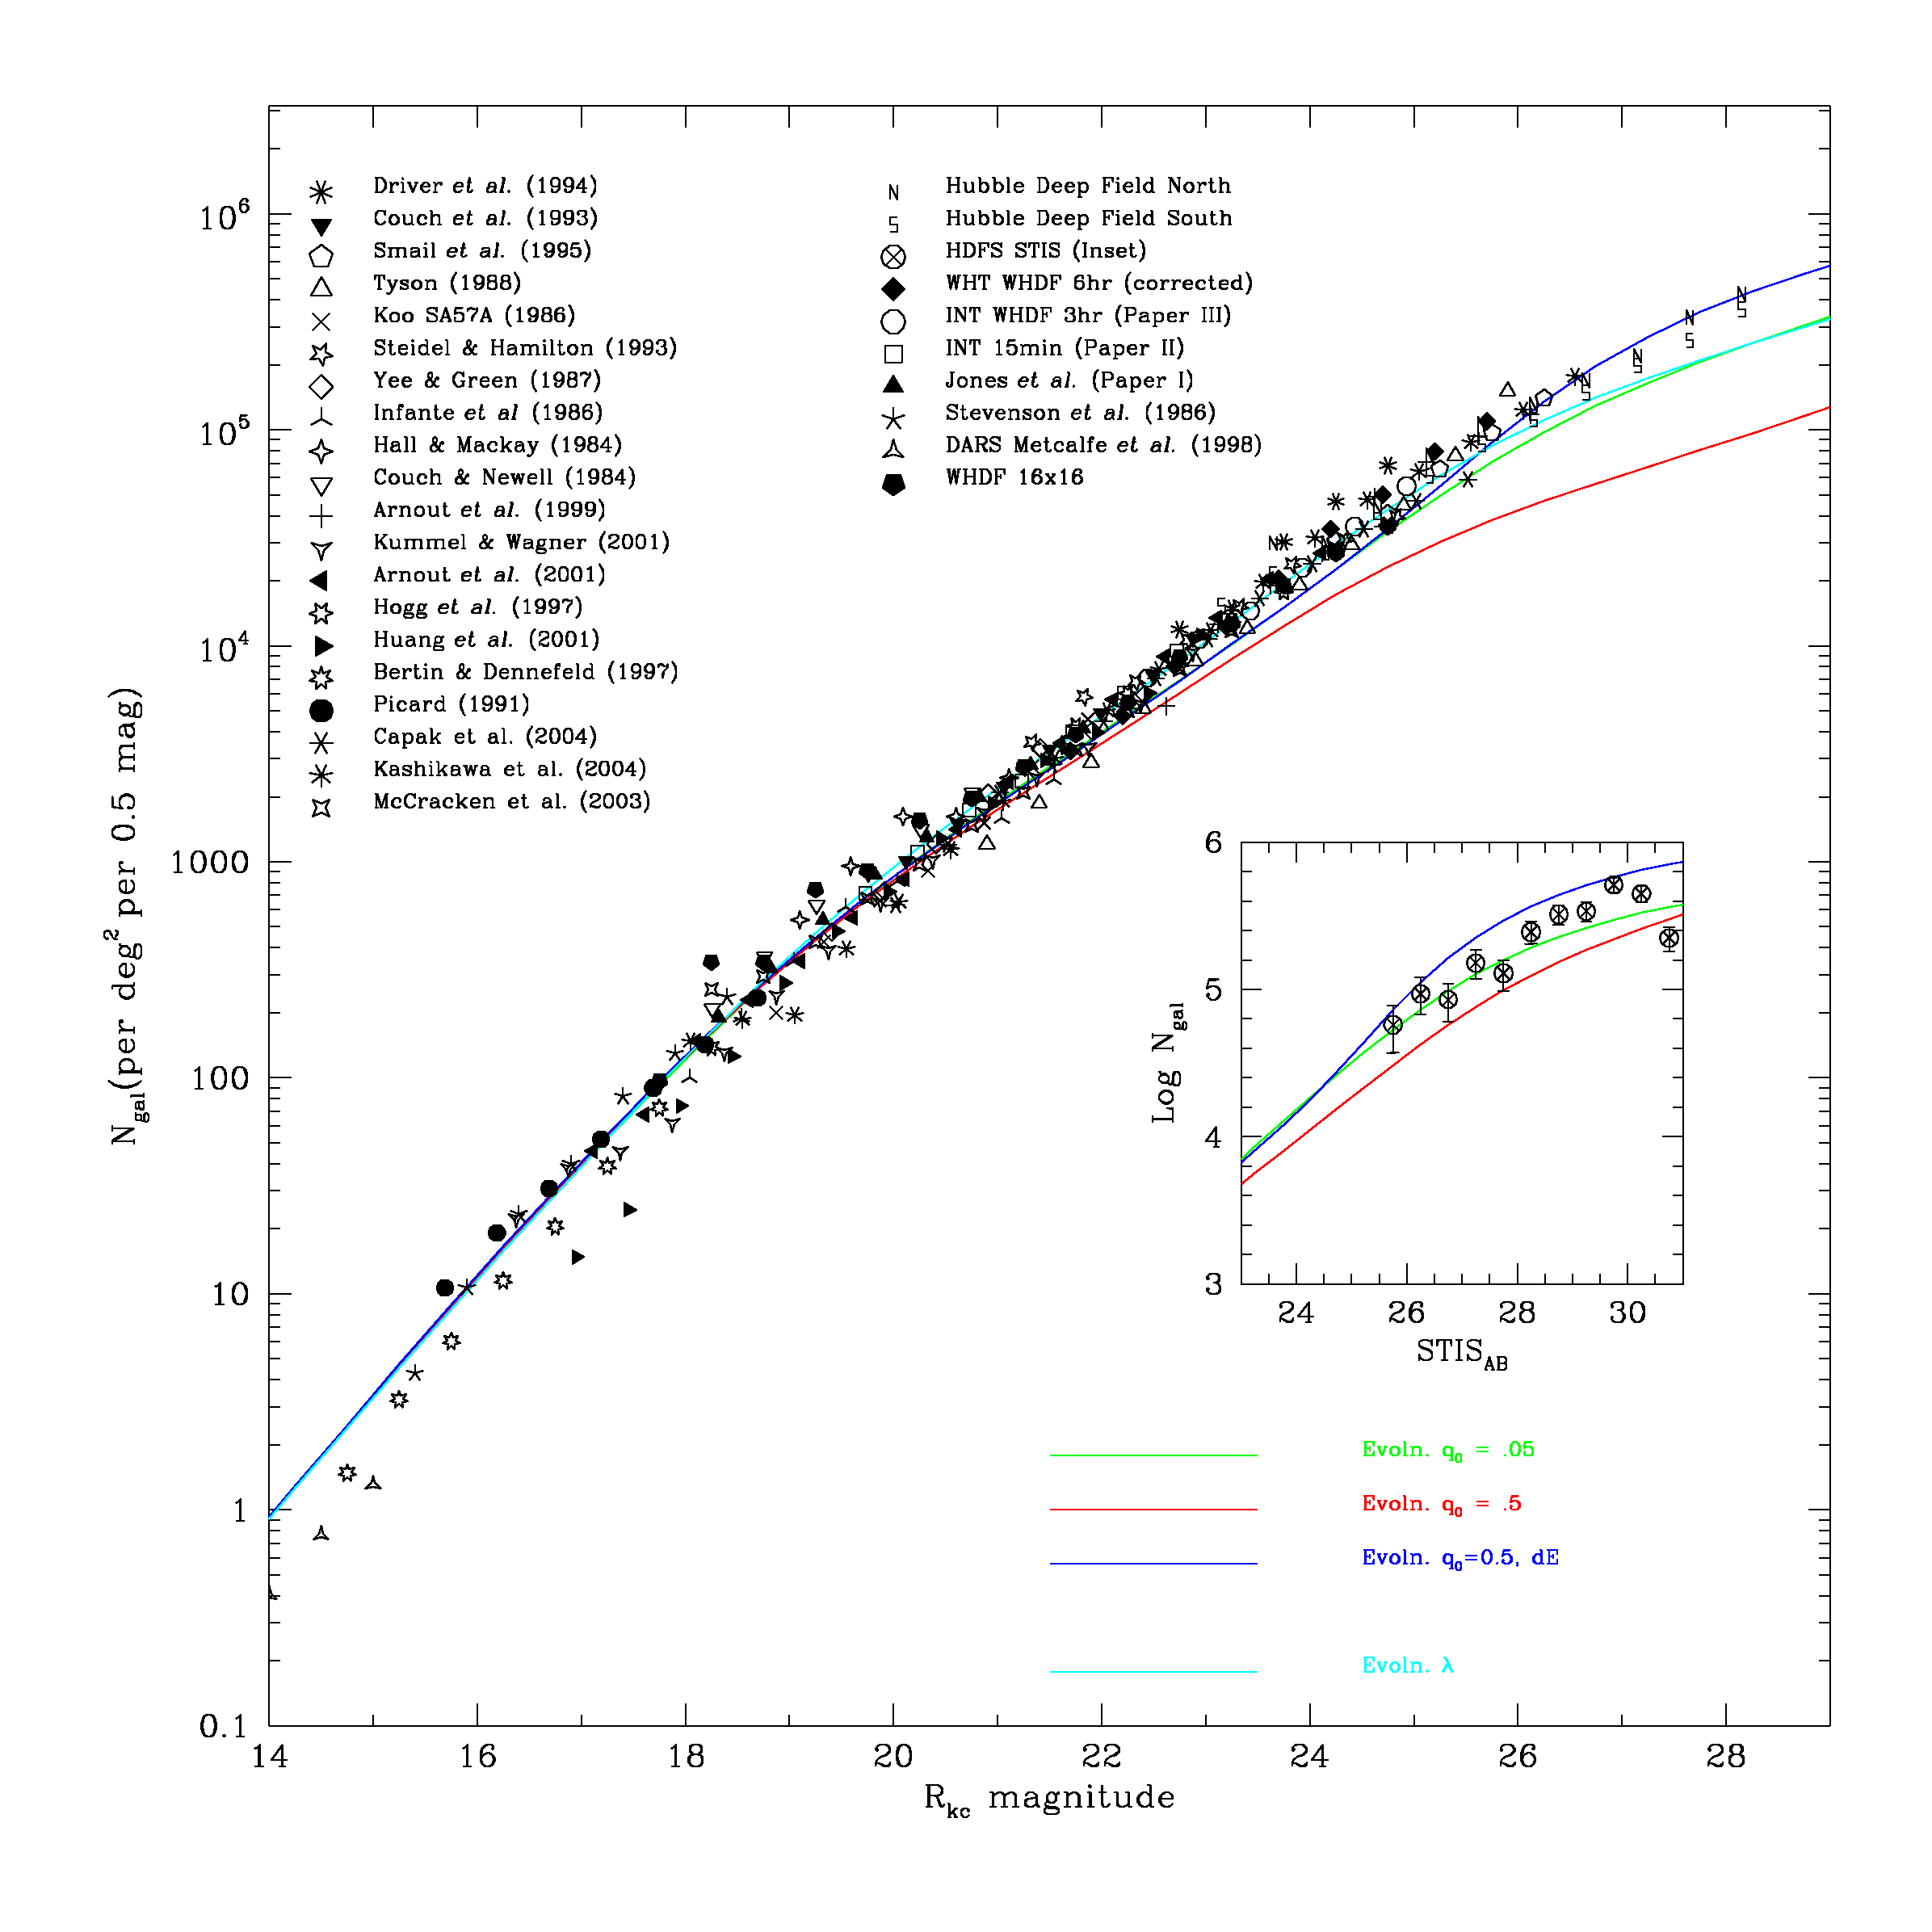 Driver et al. (1994)
Couch et al. (1993)
Smail et al. (1995)
Tyson (1988)
Koo SA57A (1986)
Steidel & Hamilton (1993)
Yee & Green (1987)
Infante et al (1986)
Hall & Mackay (1984)
Couch & Newell (1984)
Arnout et al. (1999)
Kummel & Wagner (2001)
Arnout et al. (2001)
Hogg et al. (1997)
Huang et al. (2001)
Bertin & Dennefeld (1997)
Picard (1991)
Capak et al. (2004)
Kashikawa et al. (2004)
McCracken et al. (2003)
N Hubble Deep Field North
S Hubble Deep Field South
HDFS STIS (Inset)
WHT WHDF 6hr (corrected)
INT WHDF 3hr (Paper III)
INT 15min (Paper II)
Jones et al. (Paper I)
Stevenson et al. (1986)
DARS Metcalfe et al. (1998)
WHDF 16x16
10^6
10^5
10^4
1000
100
10
1
0.1
N_gal(per deg^2 per 0.5 mag)
14 16 18 20 22 24 26 28
R_kc magnitude
6
5
4
3
Log N_gal
24 26 28 30
STIS_AB
Evoln. q_0 = .05
Evoln. q_0 = .5
Evoln. q_0=0.5, dE
Evoln. λ